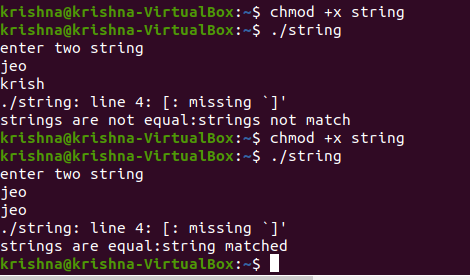 krishna@krishna-VirtualBox:~$ chmod +x string
krishna@krishna-VirtualBox:~$ ./string
enter two string
jeo
krish
./string: line 4: [: missing `]'
strings are not equal:strings not match
krishna@krishna-VirtualBox:~$ chmod +x string
krishna@krishna-VirtualBox:~$ ./string
enter two string
jeo
jeo
./string: line 4: [: missing `]'
strings are equal:string matched
krishna@krishna-VirtualBox:~$